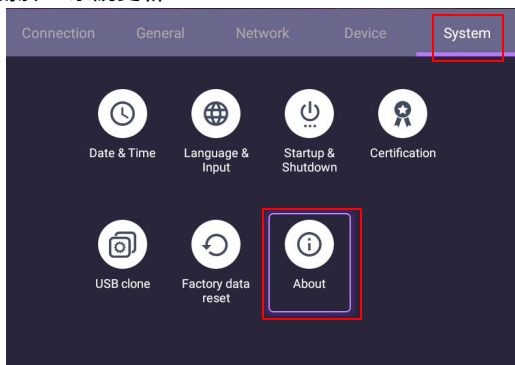 Connection General Network Device System
Date & Time Language & Startup & Certification
Input Shutdown
USB clone Factory data About
reset